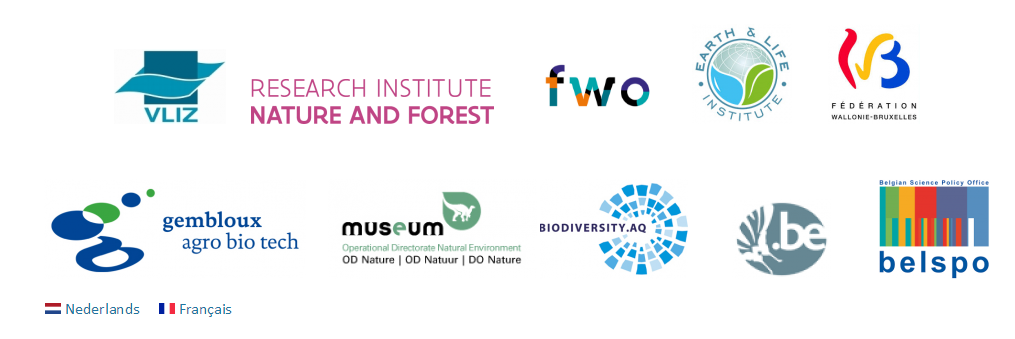 VLIZ
RESEARCH INSTITUTE
NATURE AND FOREST
fwo
EARTH & LIFE
INSTITUTE
FÉDÉRATION
WALLONIE-BRUXELLES
gembloux
agro bio tech
museum
Operational Directorate Natural Environment
OD Nature | OD Natuur | DO Nature
BIODIVERSITY.AQ
.be
Belgian Science Policy Office
belspo
Nederlands
Français